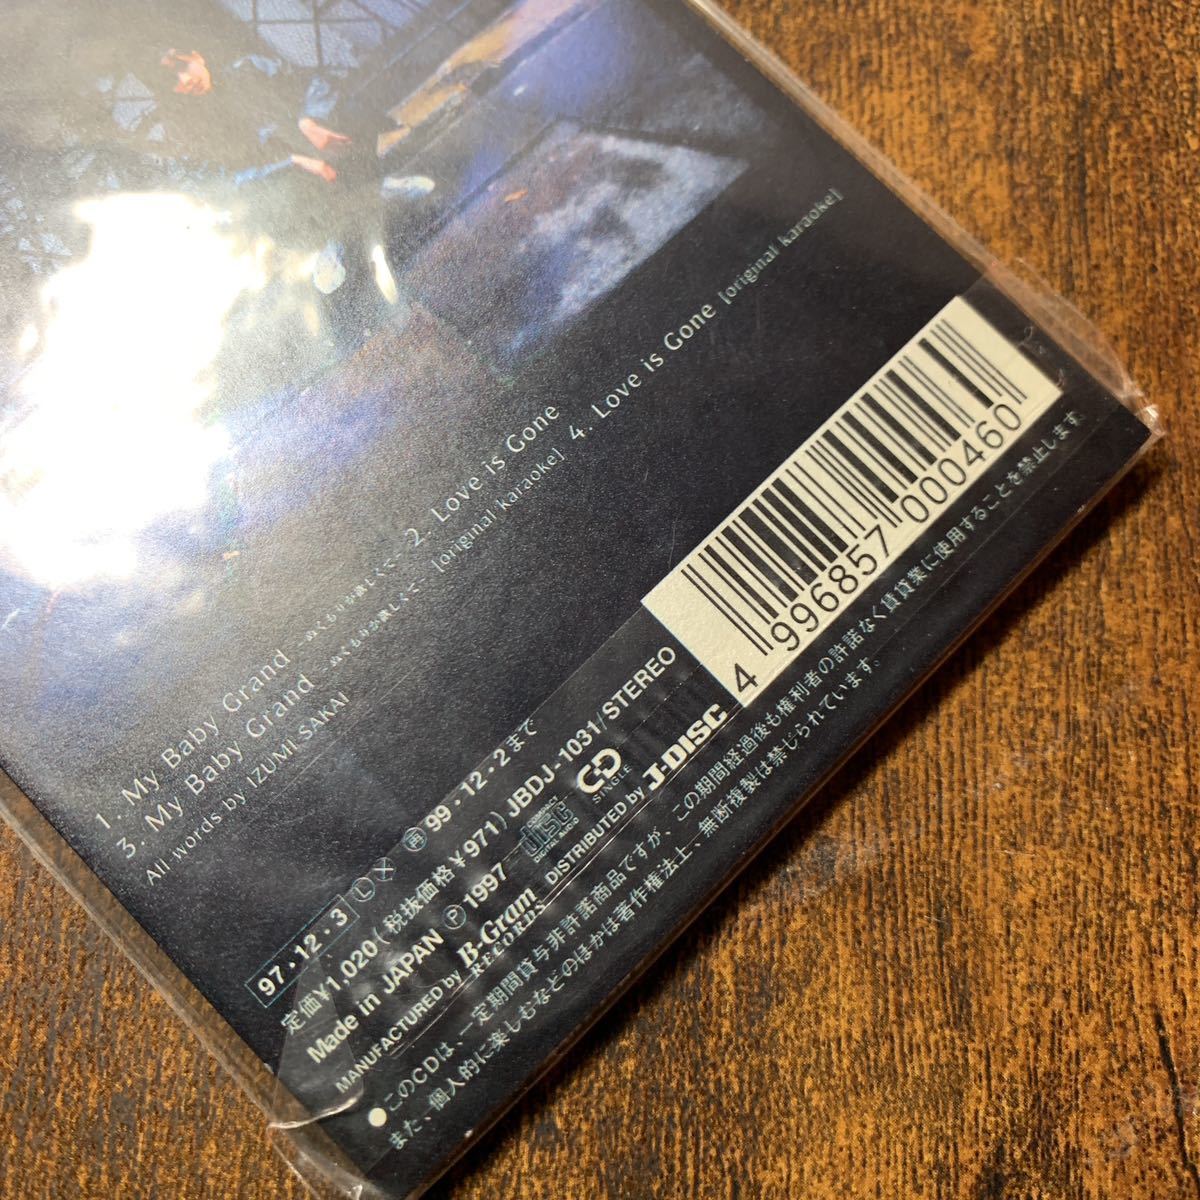 1. My Baby Grand -ぬくもりが欲しくて- 2. Love is Gone
3. My Baby Grand -ぬくもりが欲しくて- [original karaoke] 4. Love is Gone [original karaoke]
All words by IZUMI SAKAI
97・12・3 Ⓛ Ⓧ 再 99・12・2まで
定価¥1,020(税抜価格¥971) JBDJ-1031/STEREO
Made in JAPAN Ⓟ1997 COMPACT disc DIGITAL AUDIO CD SINGLE
MANUFACTURED by B-Gram RECORDS DISTRIBUTED by J-DISC
●このCDは、一定期間貸与非許諾商品ですが、この期間経過後も権利者の許諾なく賃貸業に使用することを禁止します。
また、個人的に楽しむなどのほかは著作権法上、無断複製は禁じられています。
4 996857 000460